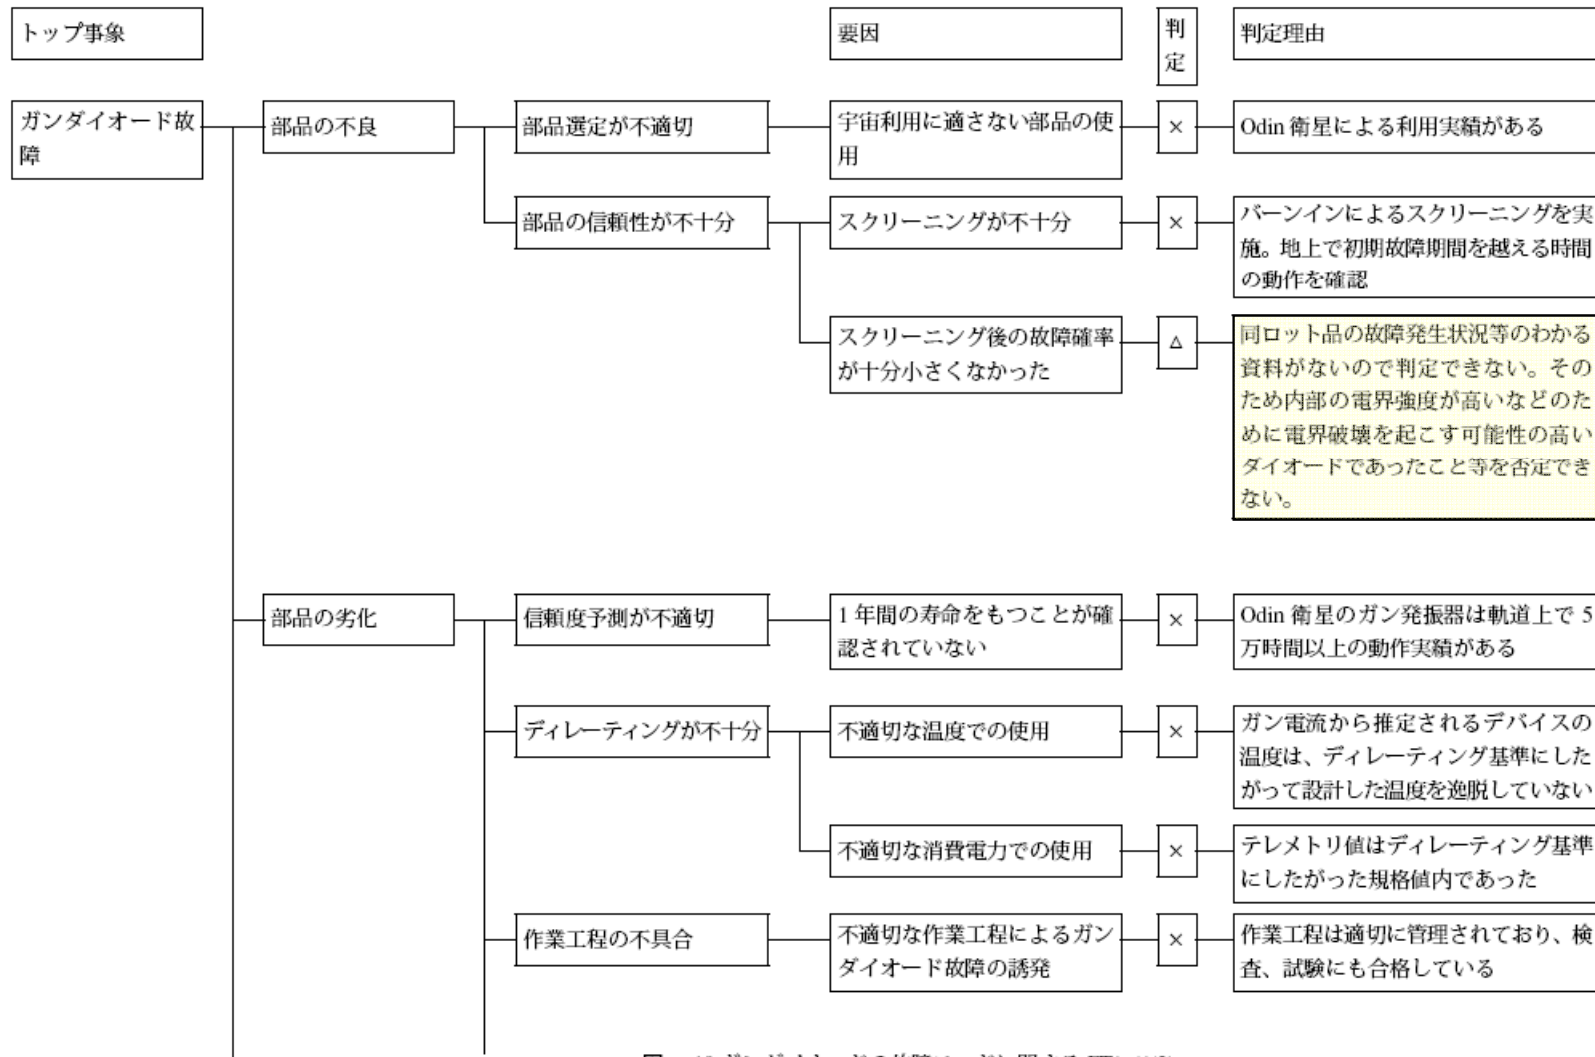 トップ事象
要因
判
定
判定理由
ガンダイオード故
障
部品の不良
部品選定が不適切
宇宙利用に適さない部品の使
用
×
Odin 衛星による利用実績がある
部品の信頼性が不十分
スクリーニングが不十分
×
バーンインによるスクリーニングを実
施。地上で初期故障期間を越える時間
の動作を確認
スクリーニング後の故障確率
が十分小さくなかった
△
同ロット品の故障発生状況等のわかる
資料がないので判定できない。その
ため内部の電界強度が高いなどのた
めに電界破壊を起こす可能性の高い
ダイオードであったこと等を否定でき
ない。
部品の劣化
信頼度予測が不適切
1 年間の寿命をもつことが確
認されていない
×
Odin 衛星のガン発振器は軌道上で 5
万時間以上の動作実績がある
ディレーティングが不十分
不適切な温度での使用
×
ガン電流から推定されるデバイスの
温度は、ディレーティング基準にした
がって設計した温度を逸脱していない
不適切な消費電力での使用
×
テレメトリ値はディレーティング基準
にしたがった規格値内であった
作業工程の不具合
不適切な作業工程によるガン
ダイオード故障の誘発
×
作業工程は適切に管理されており、検
査、試験にも合格している